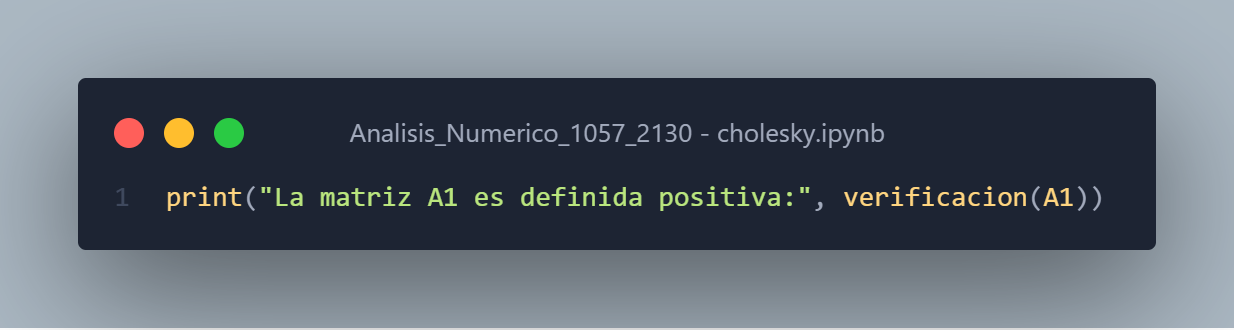 Analisis_Numerico_1057_2130 - cholesky.ipynb
1 print("La matriz A1 es definida positiva:", verificacion(A1))